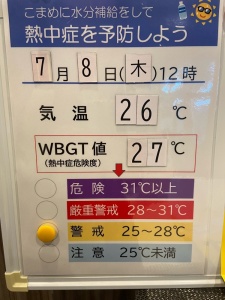 こまめに水分補給をして
熱中症を予防しよう
7月8日(木)12時
気温 26℃
WBGT値 27℃
(熱中症危険度)
危険 31℃以上
厳重警戒 28~31℃
警戒 25~28℃
注意 25℃未満